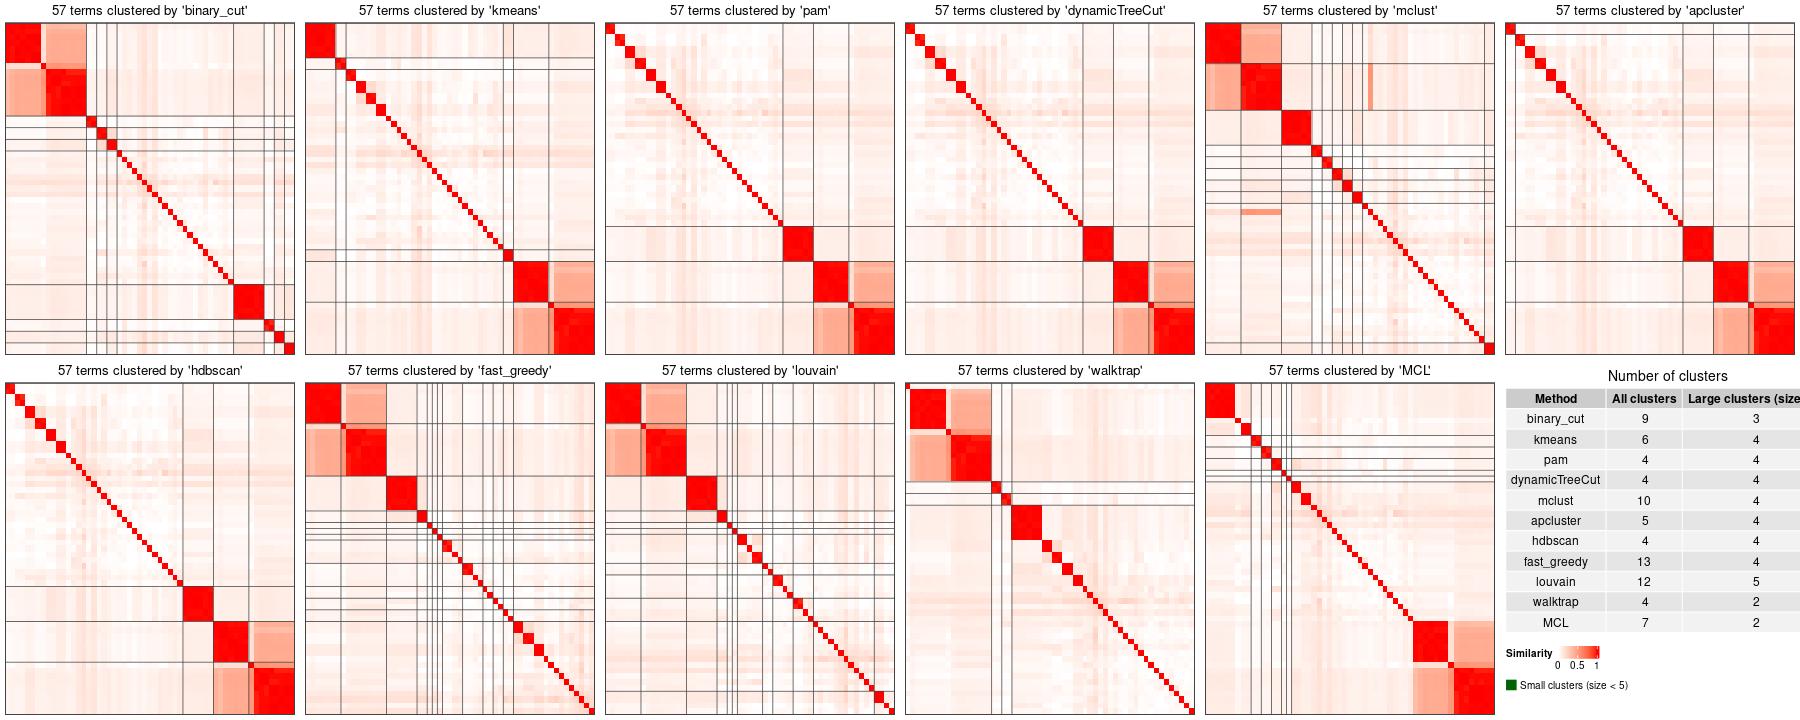 57 terms clustered by 'binary_cut'
57 terms clustered by 'kmeans'
57 terms clustered by 'pam'
57 terms clustered by 'dynamicTreeCut'
57 terms clustered by 'mclust'
57 terms clustered by 'apcluster'
57 terms clustered by 'hdbscan'
57 terms clustered by 'fast_greedy'
57 terms clustered by 'louvain'
57 terms clustered by 'walktrap'
57 terms clustered by 'MCL'
Number of clusters
Method All clusters Large clusters (size
binary_cut 9 3
kmeans 6 4
pam 4 4
dynamicTreeCut 4 4
mclust 10 4
apcluster 5 4
hdbscan 4 4
fast_greedy 13 4
louvain 12 5
walktrap 4 2
MCL 7 2
Similarity
0 0.5 1
Small clusters (size < 5)